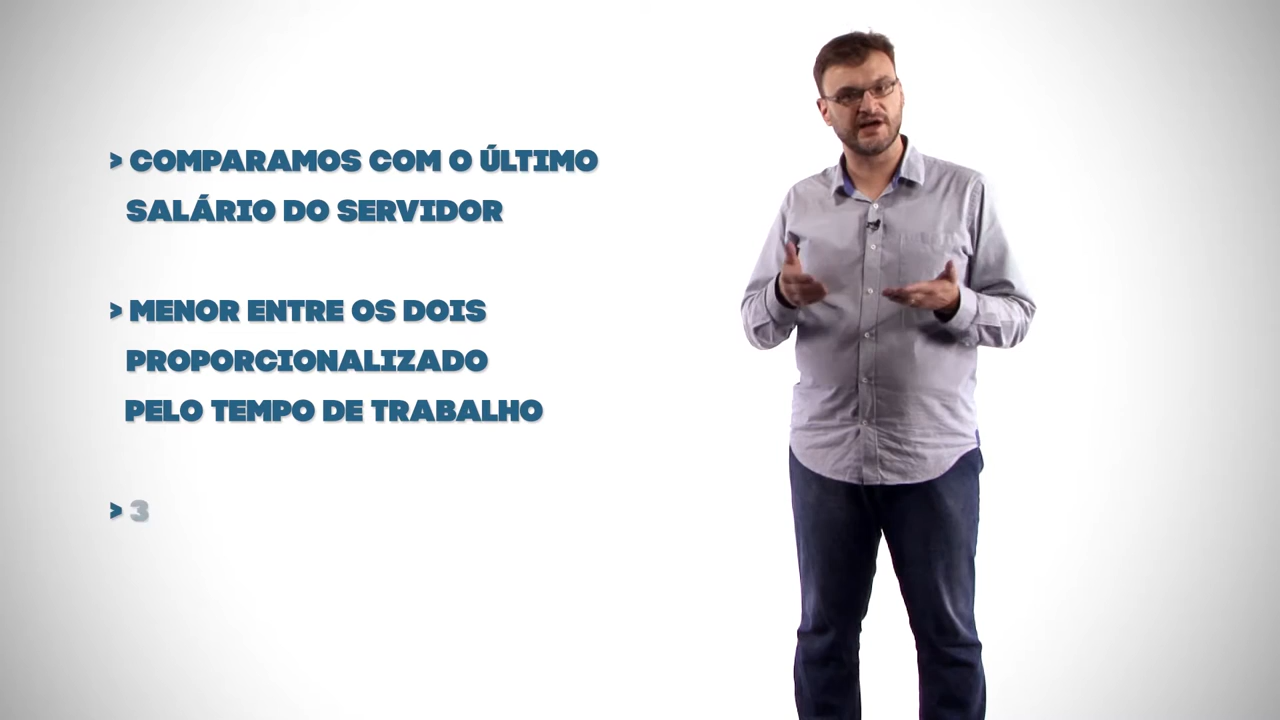 > COMPARAMOS COM O ÚLTIMO
SALÁRIO DO SERVIDOR
> MENOR ENTRE OS DOIS
PROPORCIONALIZADO
PELO TEMPO DE TRABALHO
> 3